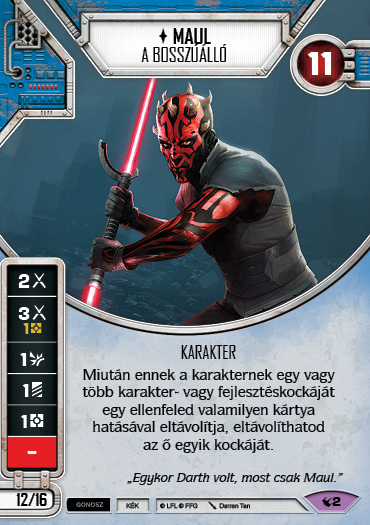 MAUL
A BOSSZÚÁLLÓ
11
2
3
1
1
1
1
-
KARAKTER
Miután ennek a karakternek egy vagy
több karakter- vagy fejlesztéskockáját
egy ellenfeled valamilyen kártya
hatásával eltávolítja, eltávolíthatod
az ő egyik kockáját.
„Egykor Darth volt, most csak Maul.”
12/16
GONOSZ KÉK © LFL © FFG Darren Tan 2